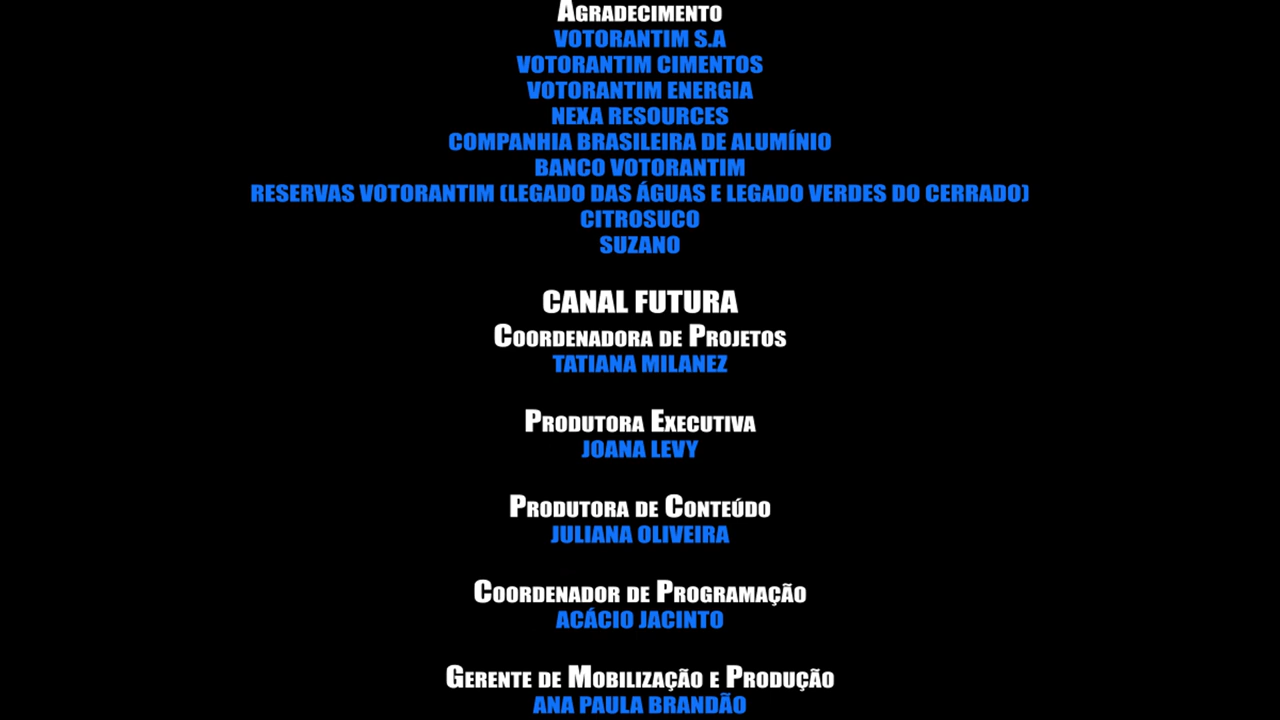 AGRADECIMENTO
VOTORANTIM S.A
VOTORANTIM CIMENTOS
VOTORANTIM ENERGIA
NEXA RESOURCES
COMPANHIA BRASILEIRA DE ALUMÍNIO
BANCO VOTORANTIM
RESERVAS VOTORANTIM (LEGADO DAS ÁGUAS E LEGADO VERDES DO CERRADO)
CITROSUCO
SUZANO
CANAL FUTURA
COORDENADORA DE PROJETOS
TATIANA MILANEZ
PRODUTORA EXECUTIVA
JOANA LEVY
PRODUTORA DE CONTEÚDO
JULIANA OLIVEIRA
COORDENADOR DE PROGRAMAÇÃO
ACÁCIO JACINTO
GERENTE DE MOBILIZAÇÃO E PRODUÇÃO
ANA PAULA BRANDÃO